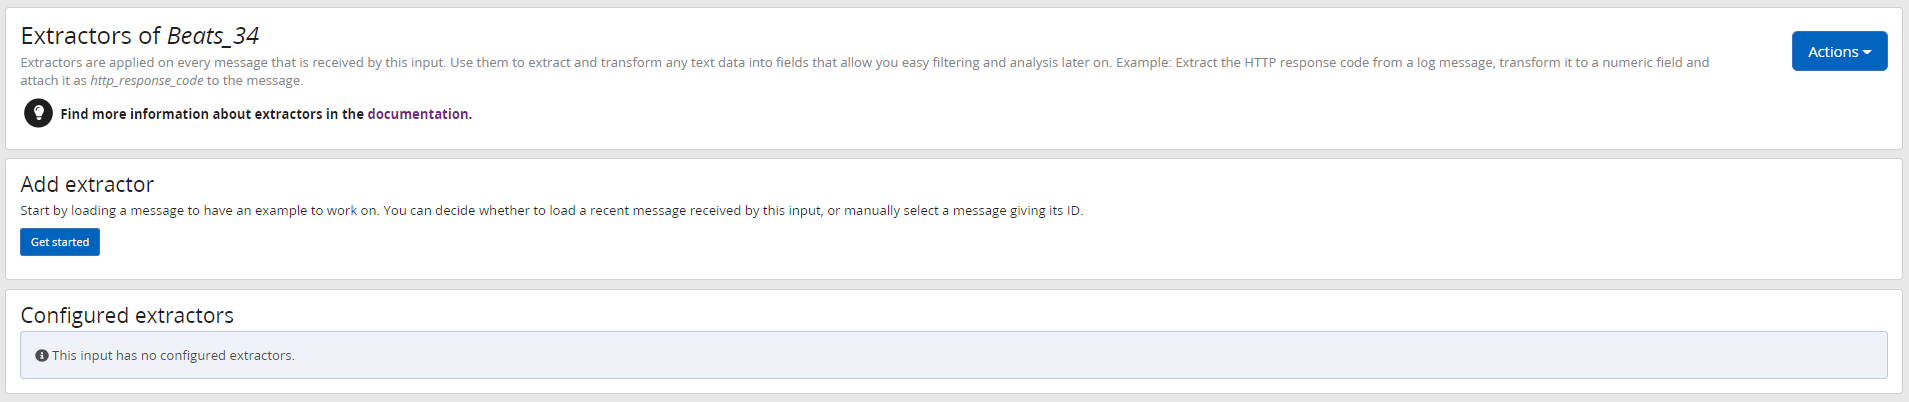 Extractors of Beats_34
Extractors are applied on every message that is received by this input. Use them to extract and transform any text data into fields that allow you easy filtering and analysis later on. Example: Extract the HTTP response code from a log message, transform it to a numeric field and
attach it as http_response_code to the message.
Actions
Find more information about extractors in the documentation.
Add extractor
Start by loading a message to have an example to work on. You can decide whether to load a recent message received by this input, or manually select a message giving its ID.
Get started
Configured extractors
This input has no configured extractors.